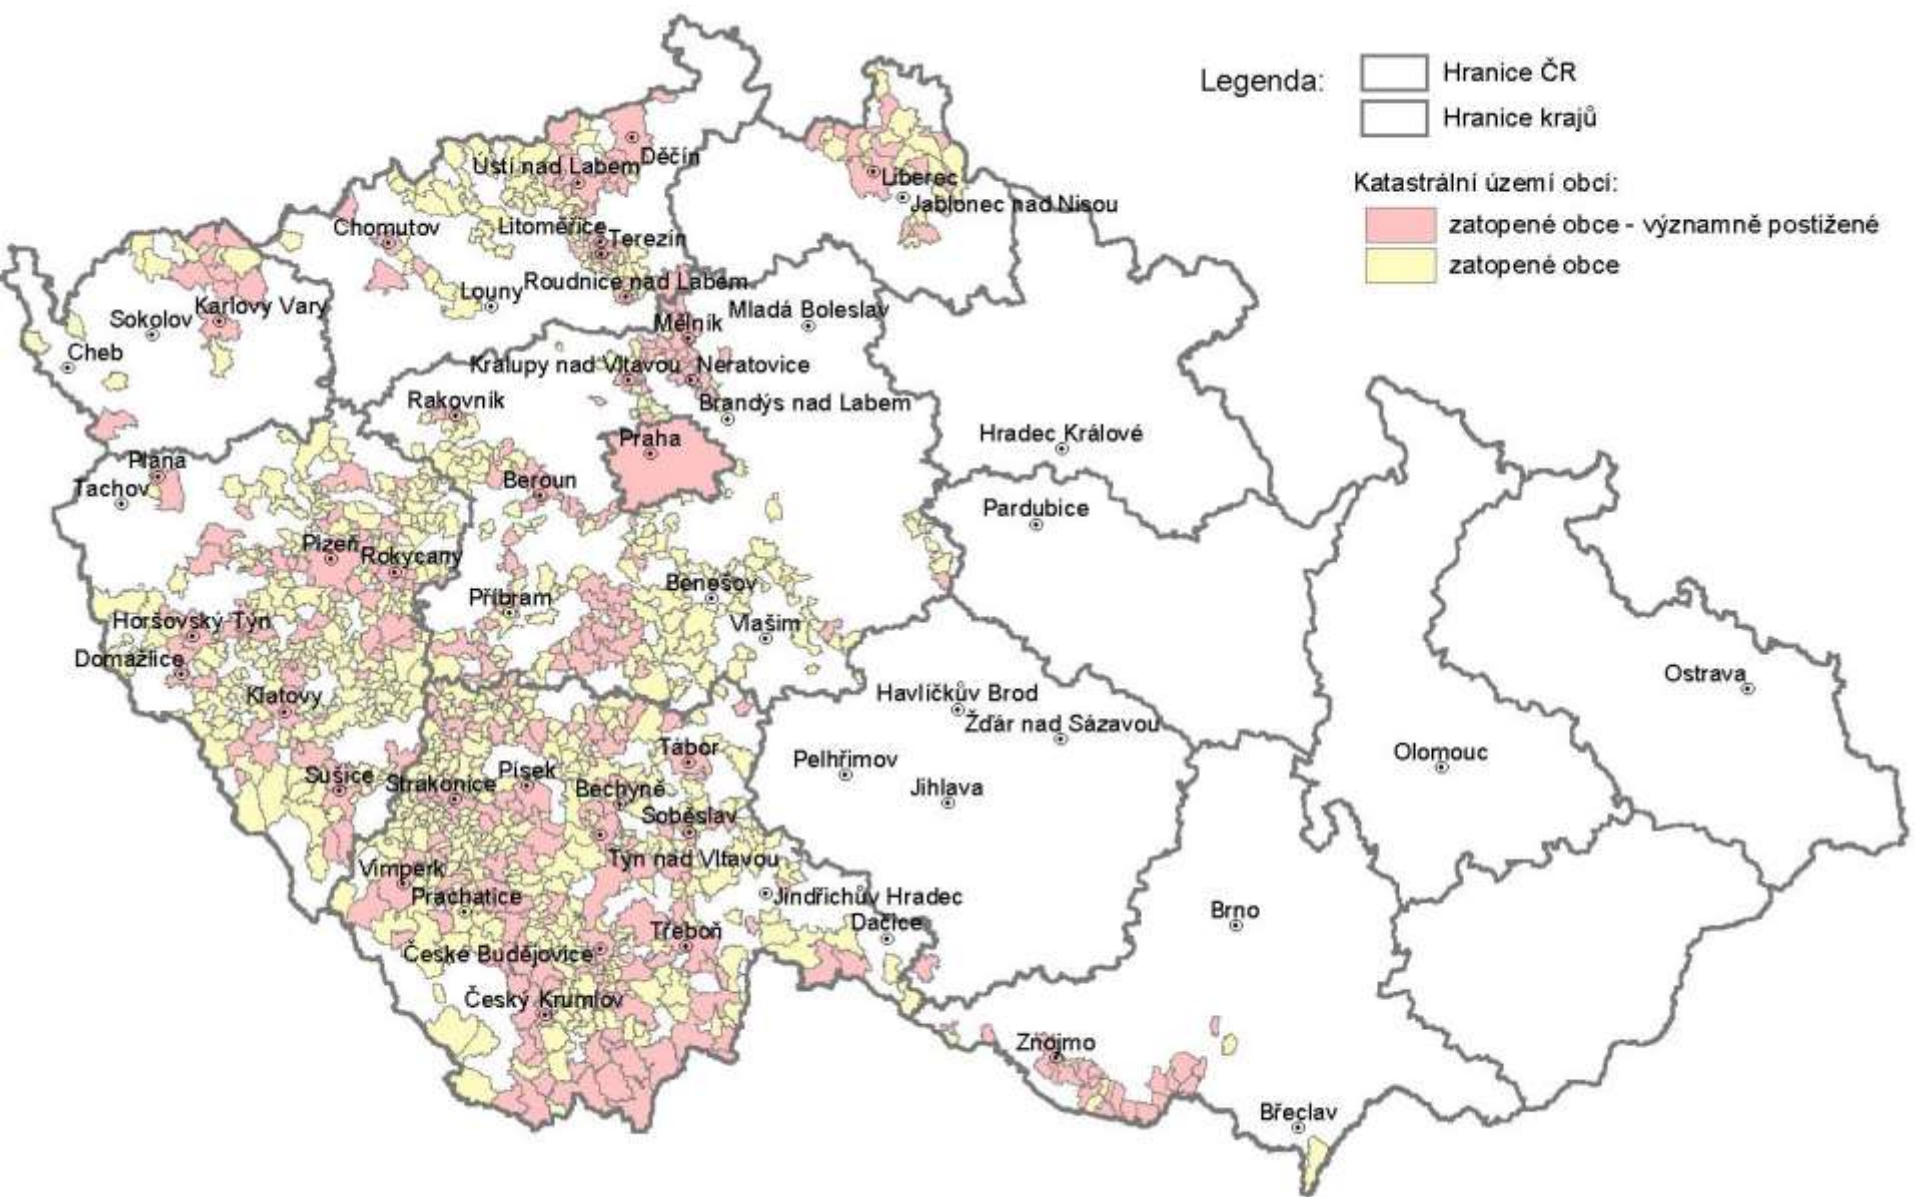 Legenda:
Hranice ČR
Hranice krajů
Katastrální území obcí:
zatopené obce - významně postižené
zatopené obce
Děčín
Ústí nad Labem
Liberec
Jablonec nad Nisou
Chomutov
Litoměřice
Terezín
Roudnice nad Labem
Louny
Karlovy Vary
Sokolov
Mladá Boleslav
Mělník
Cheb
Kralupy nad Vltavou
Neratovice
Rakovník
Brandýs nad Labem
Praha
Hradec Králové
Planá
Tachov
Beroun
Pardubice
Plzeň
Rokycany
Benešov
Příbram
Vlašim
Horšovský Týn
Domažlice
Ostrava
Klatovy
Havlíčkův Brod
Žďár nad Sázavou
Tábor
Olomouc
Pelhřimov
Písek
Sušice
Strakonice
Bechyně
Jihlava
Soběslav
Týn nad Vltavou
Vimperk
Prachatice
Jindřichův Hradec
Brno
Dačice
Třeboň
České Budějovice
Český Krumlov
Znojmo
Břeclav